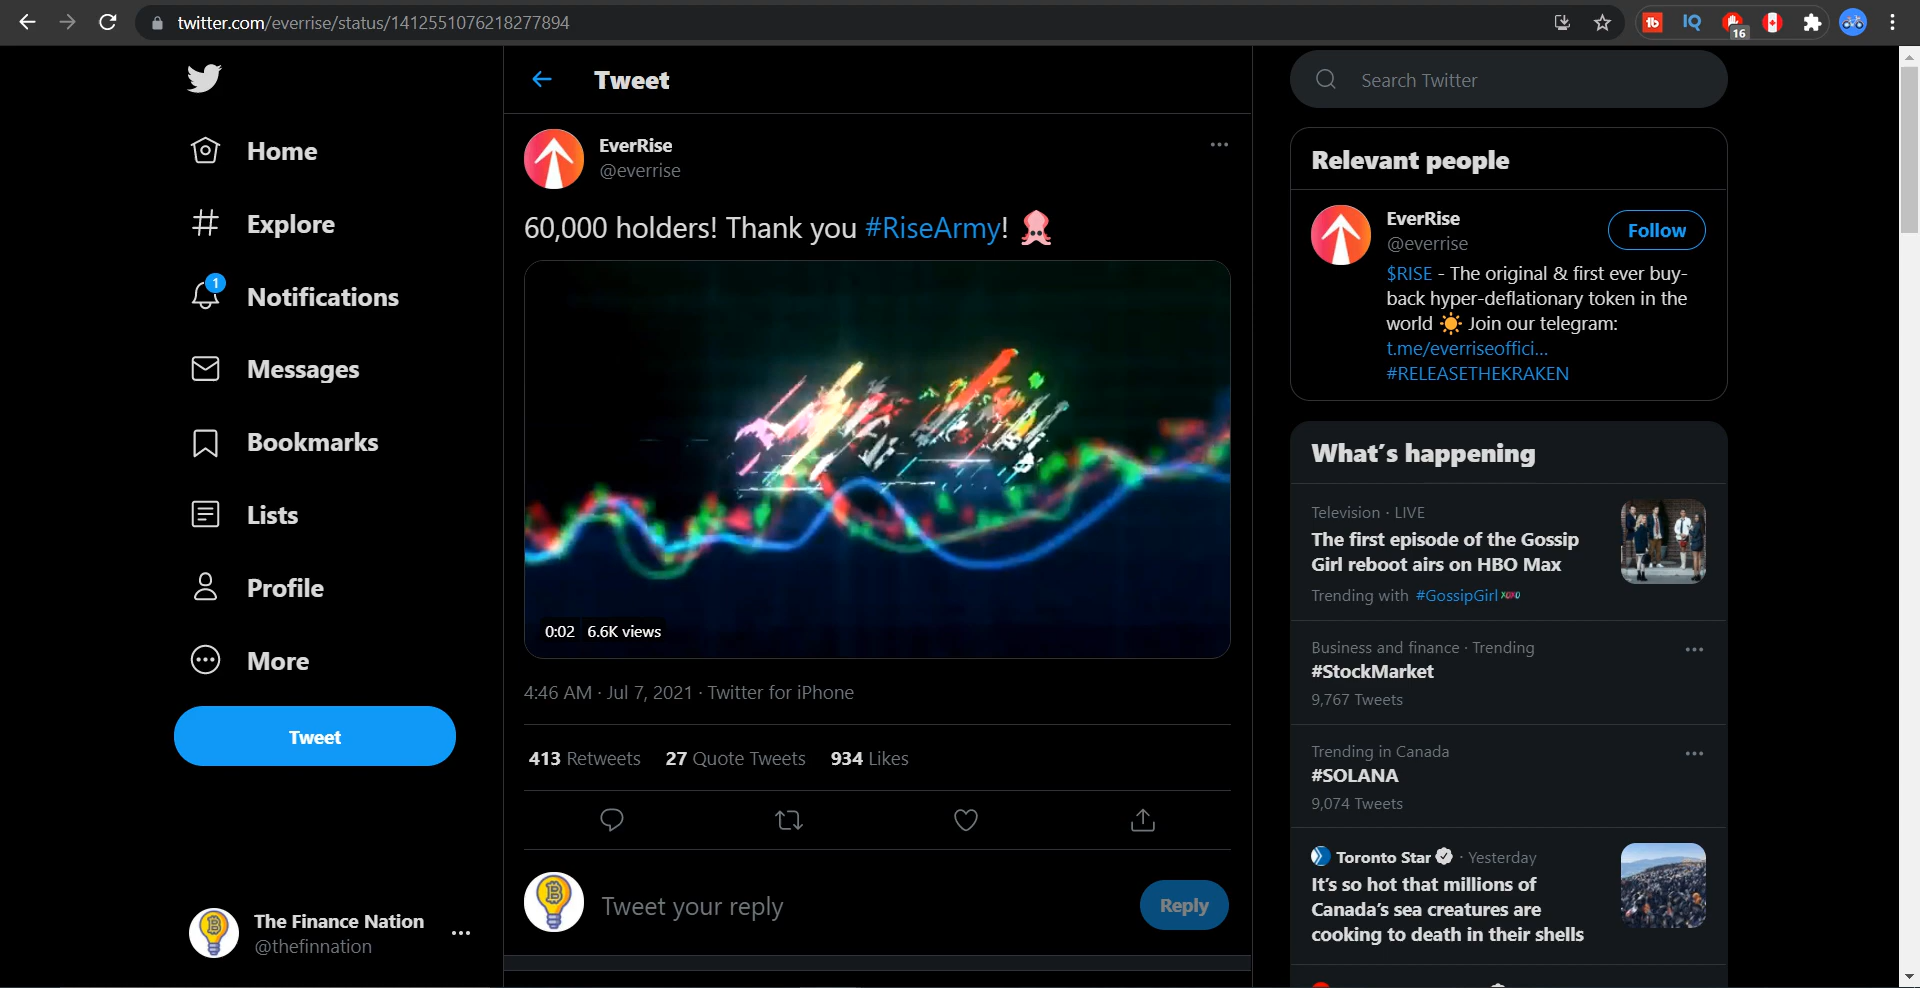 twitter.com/everrise/status/1412551076218277894
16
Home
Explore
1
Notifications
Messages
Bookmarks
Lists
Profile
More
Tweet
The Finance Nation
@thefinnation
Tweet
EverRise
@everrise
60,000 holders! Thank you #RiseArmy!
0:02 6.6K views
4:46 AM · Jul 7, 2021 · Twitter for iPhone
413 Retweets 27 Quote Tweets 934 Likes
Tweet your reply
Reply
Search Twitter
Relevant people
EverRise
@everrise
Follow
$RISE - The original & first ever buy-
back hyper-deflationary token in the
world Join our telegram:
t.me/everriseoffici...
#RELEASETHEKRAKEN
What's happening
Television · LIVE
The first episode of the Gossip
Girl reboot airs on HBO Max
Trending with #GossipGirl
Business and finance · Trending
#StockMarket
9,767 Tweets
Trending in Canada
#SOLANA
9,074 Tweets
Toronto Star · Yesterday
It's so hot that millions of
Canada's sea creatures are
cooking to death in their shells